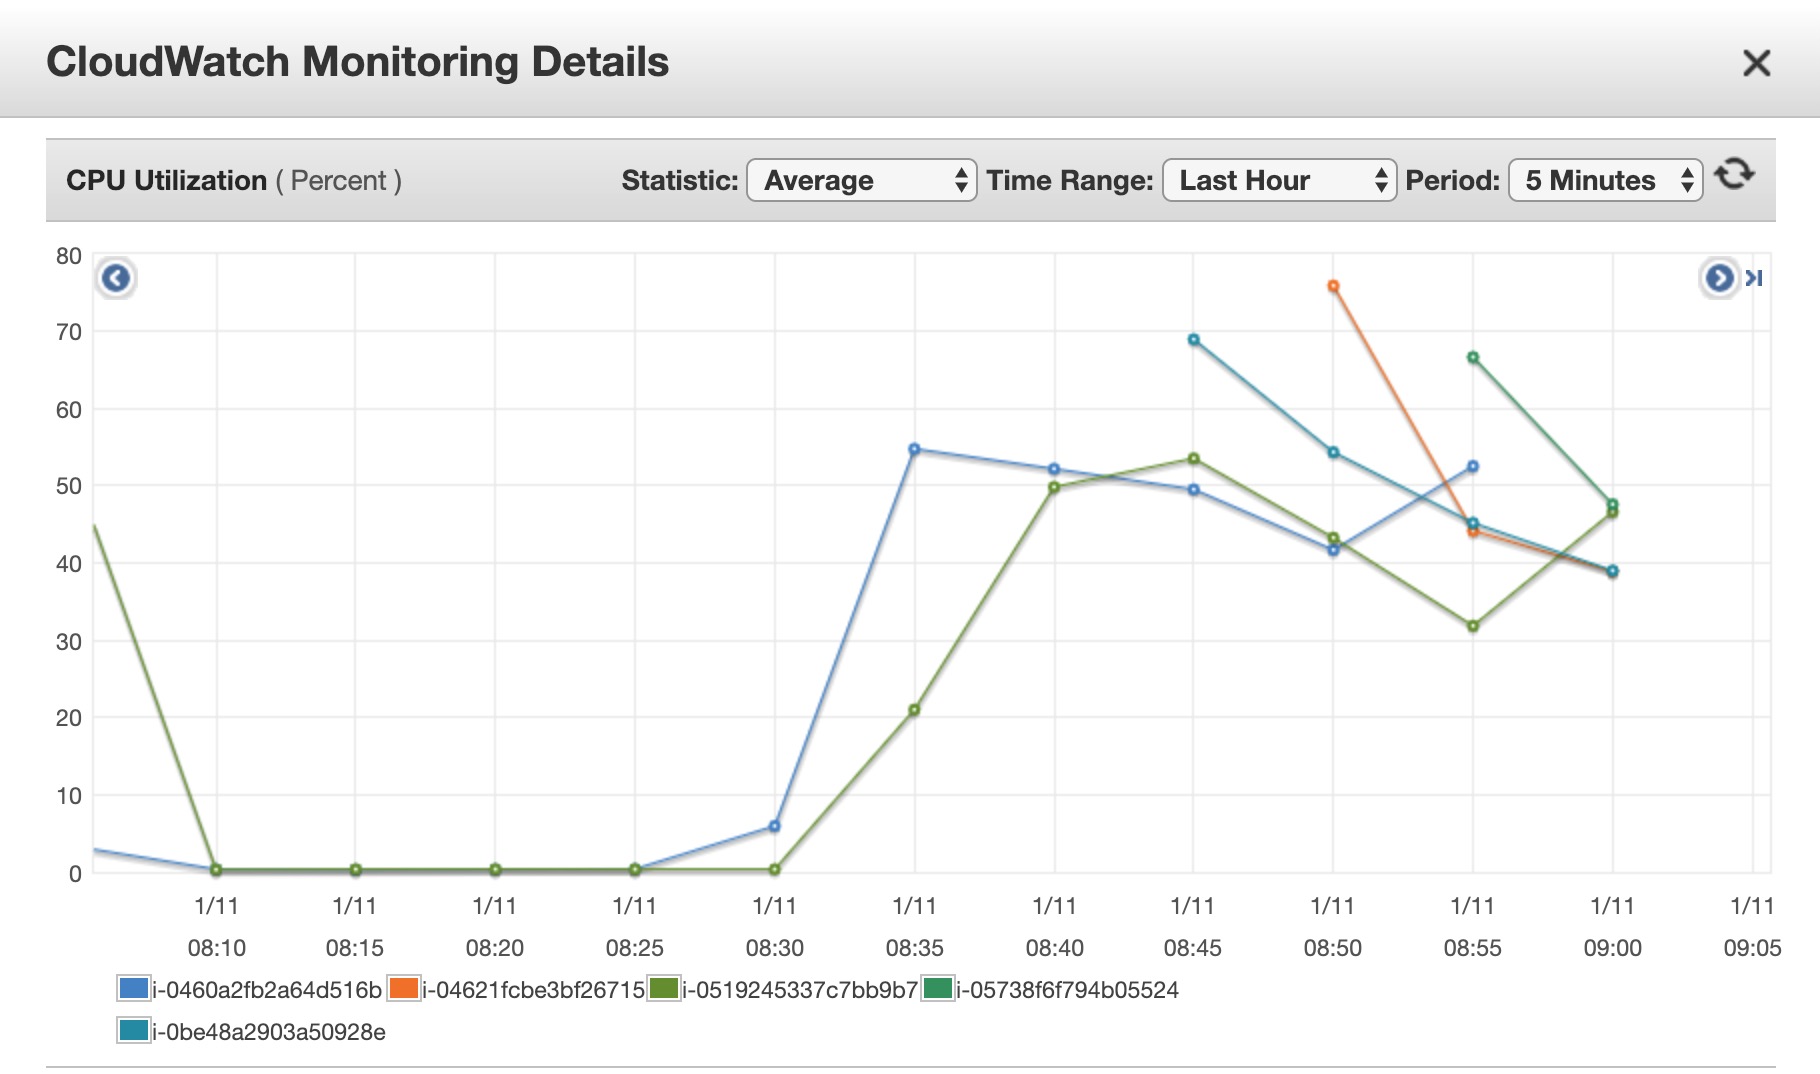 CloudWatch Monitoring Details
CPU Utilization ( Percent ) Statistic: Average Time Range: Last Hour Period: 5 Minutes
80
70
60
50
40
30
20
10
0
1/11 1/11 1/11 1/11 1/11 1/11 1/11 1/11 1/11 1/11 1/11 1/11
08:10 08:15 08:20 08:25 08:30 08:35 08:40 08:45 08:50 08:55 09:00 09:05
i-0460a2fb2a64d516b i-04621fcbe3bf26715 i-0519245337c7bb9b7 i-05738f6f794b05524
i-0be48a2903a50928e